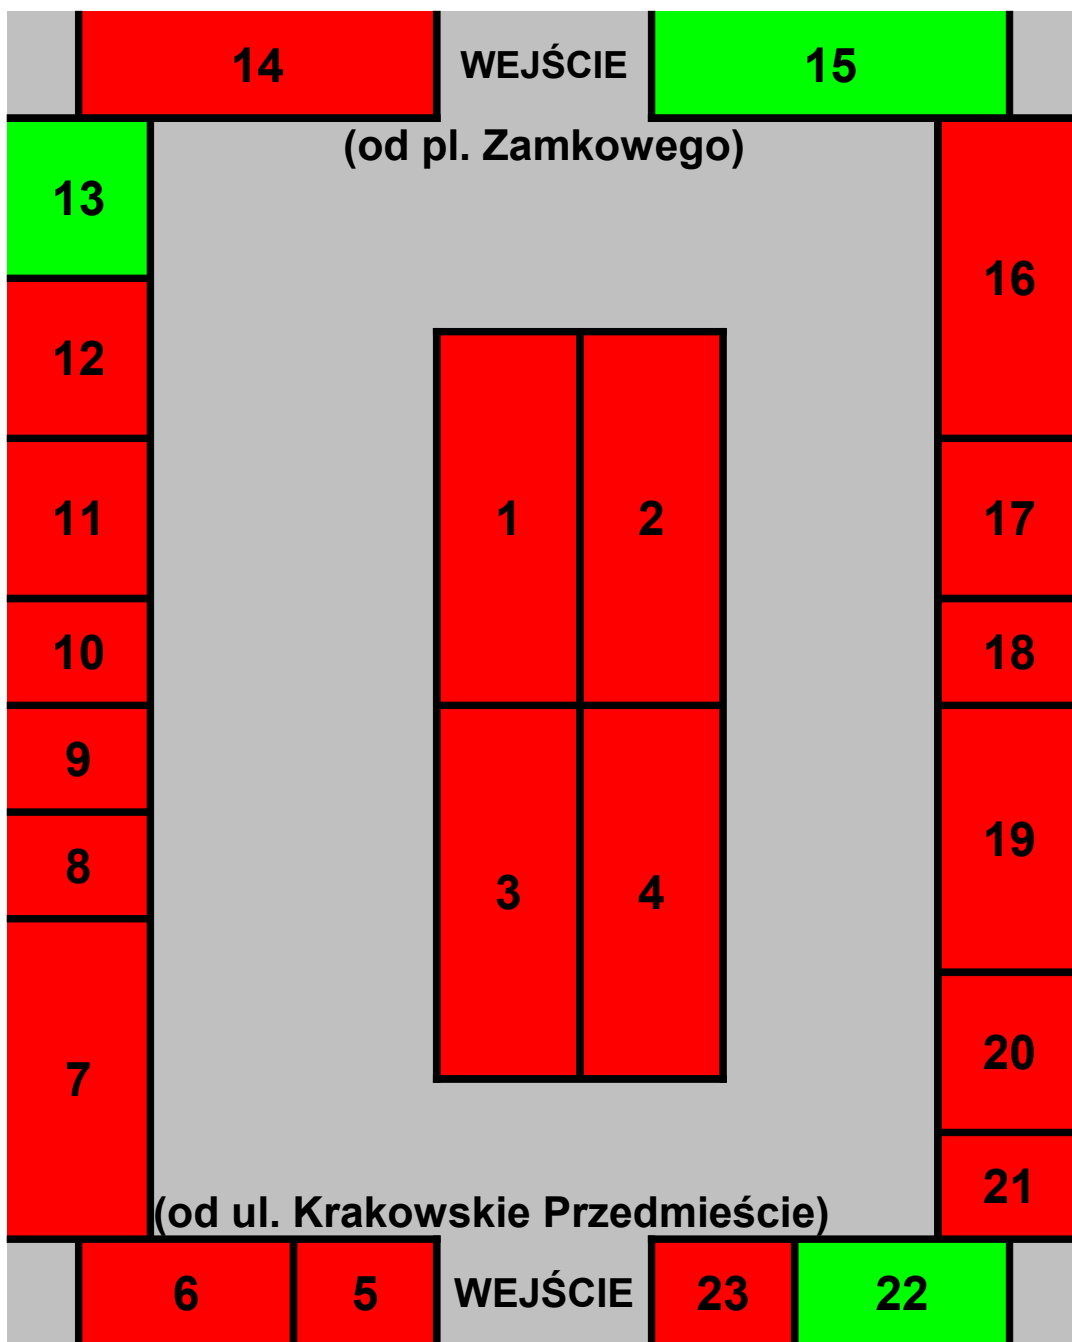 14 WEJŚCIE 15
(od pl. Zamkowego)
13
16
12
11 1 2 17
10 18
9
8 19
3 4
7 20
21
(od ul. Krakowskie Przedmieście)
6 5 WEJŚCIE 23 22